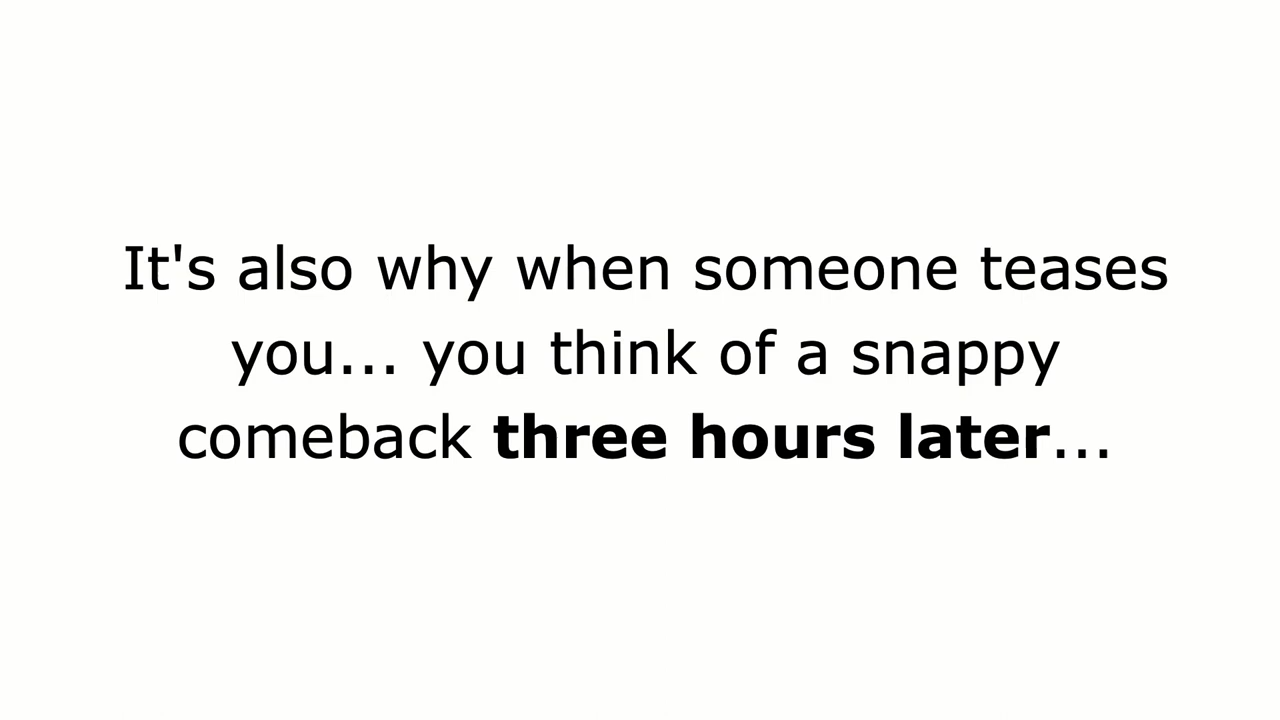 It's also why when someone teases
you... you think of a snappy
comeback three hours later...